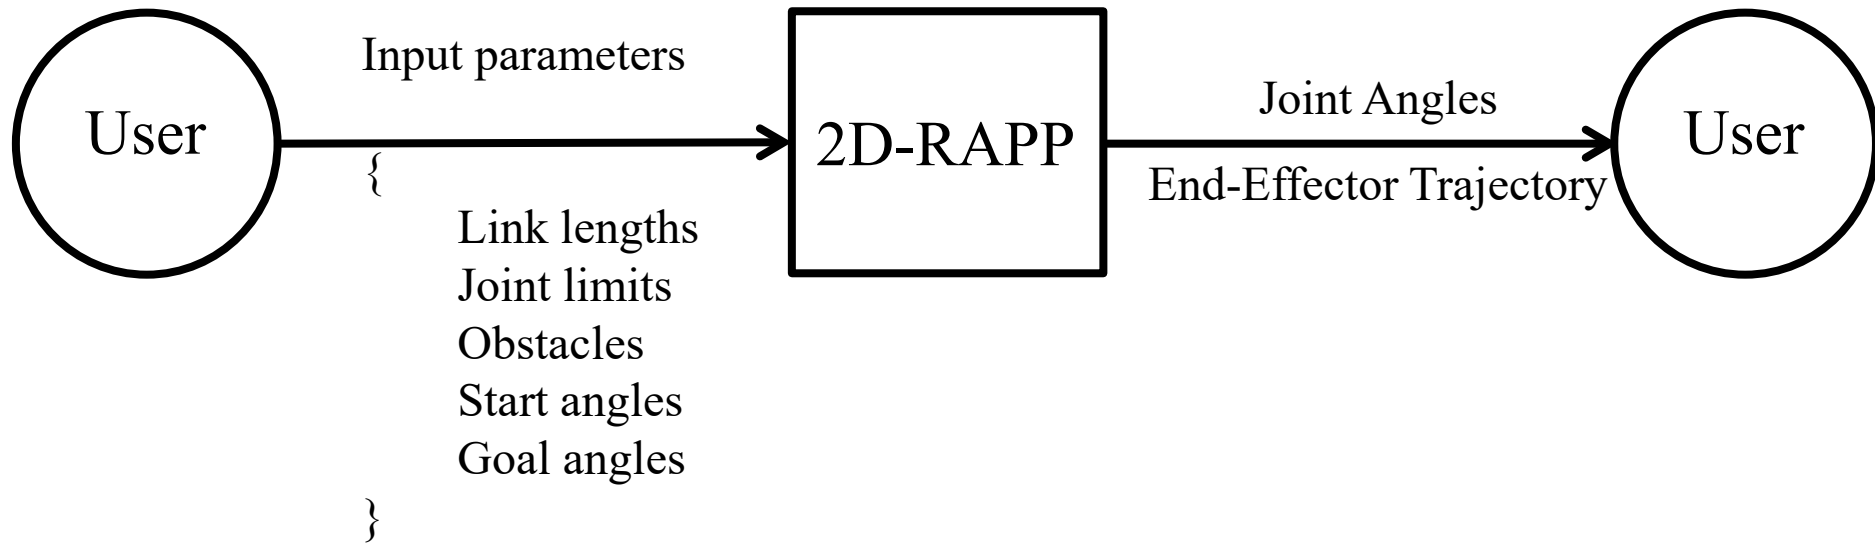 User
Input parameters
{
Link lengths
Joint limits
Obstacles
Start angles
Goal angles
}
2D-RAPP
Joint Angles
End-Effector Trajectory
User